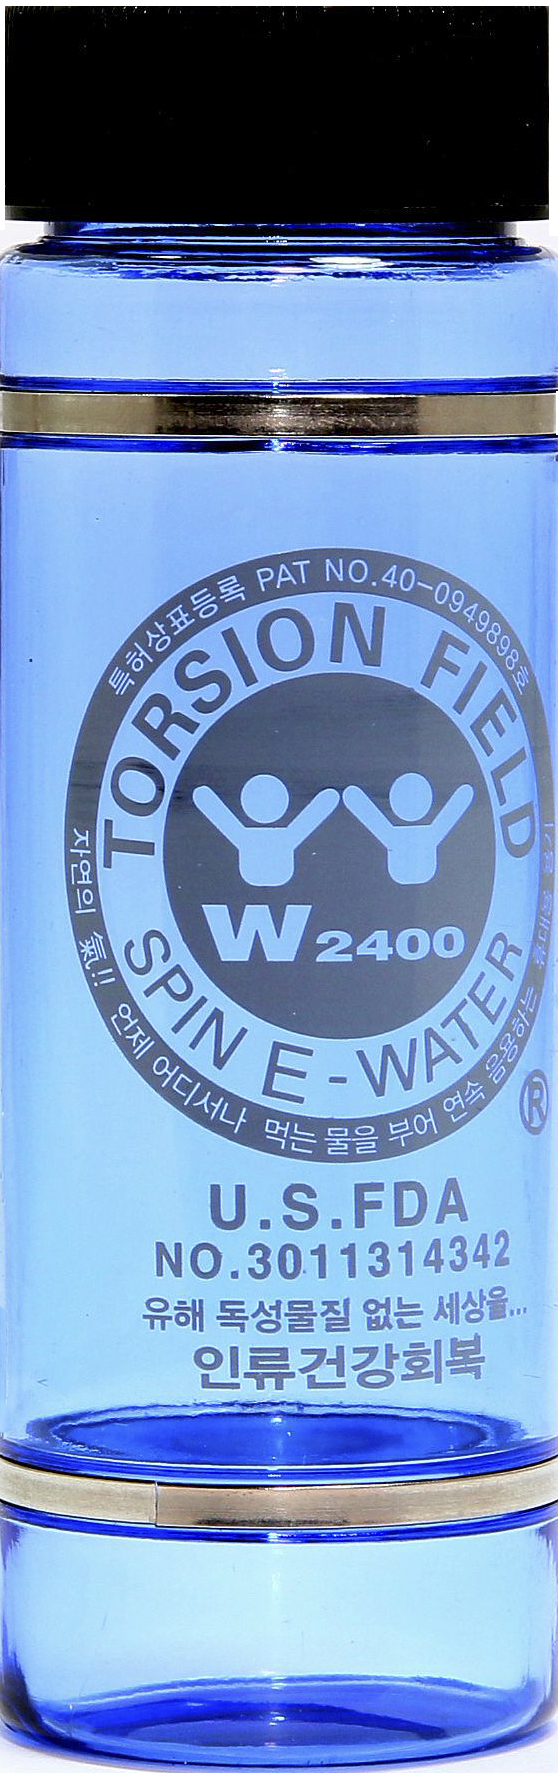 특허상표등록 PAT NO.40-0949898호
TORSION FIELD
W 2400
SPIN E-WATER
자연의 氣!! 언제 어디서나 먹는 물을 부어 연속 음용하는
®
U.S.FDA
NO.3011314342
유해 독성물질 없는 세상을...
인류건강회복